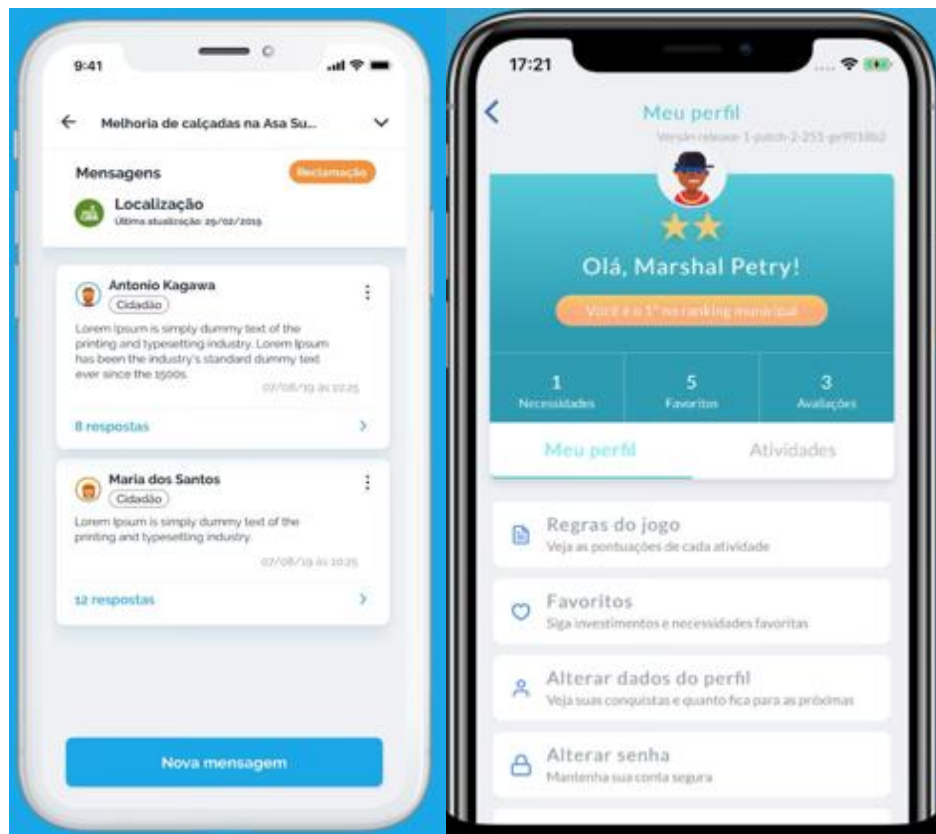 9:41
Melhoria de calçadas na Asa Su...
Mensagens
Reclamação
Localização
Última atualização: 29/02/2019
Antonio Kagawa
Cidadão
Lorem Ipsum is simply dummy text of the
printing and typesetting industry. Lorem Ipsum
has been the industry's standard dummy text
ever since the 1500s.
07/08/19 às 10:25
8 respostas
Maria dos Santos
Cidadão
Lorem Ipsum is simply dummy text of the
printing and typesetting industry
07/08/19 às 10:25
12 respostas
Nova mensagem
17:21
Meu perfil
Olá, Marshal Petry!
Você é o 1º no ranking municipal
1
Necessidades
5
Favoritos
3
Avaliações
Meu perfil
Atividades
Regras do jogo
Veja as pontuações de cada atividade
Favoritos
Siga investimentos e necessidades favoritas
Alterar dados do perfil
Veja suas conquistas e quanto fica para as próximas
Alterar senha
Mantenha sua conta segura